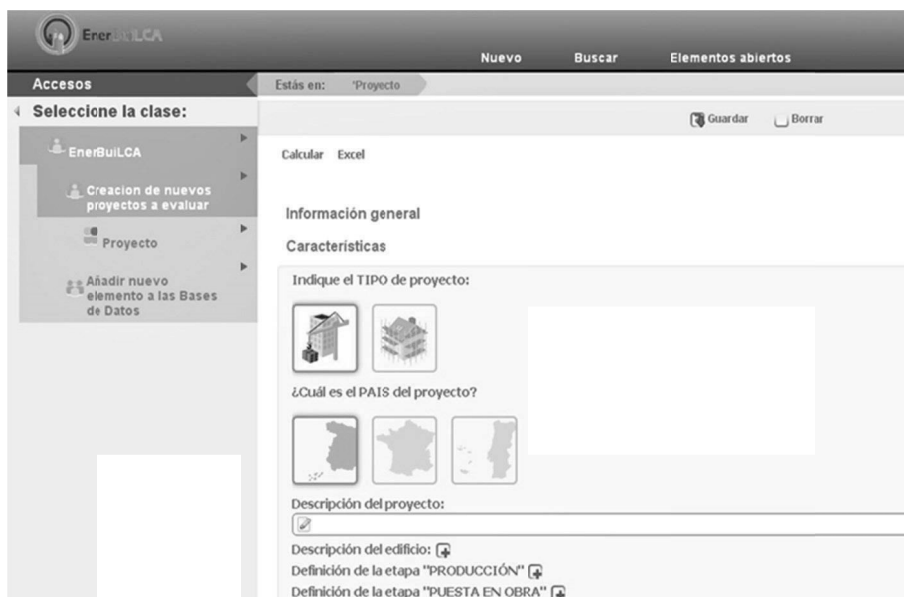 EnerBuiLCA
Nuevo Buscar Elementos abiertos
Accesos
Estás en: *Proyecto
Seleccione la clase:
Guardar Borrar
EnerBuiLCA
Calcular Excel
Creacion de nuevos
proyectos a evaluar
Proyecto
Añadir nuevo
elemento a las Bases
de Datos
Información general
Características
Indique el TIPO de proyecto:
¿Cuál es el PAIS del proyecto?
Descripción del proyecto:
Descripción del edificio:
Definición de la etapa "PRODUCCIÓN"
Definición de la etapa "PUESTA EN OBRA"